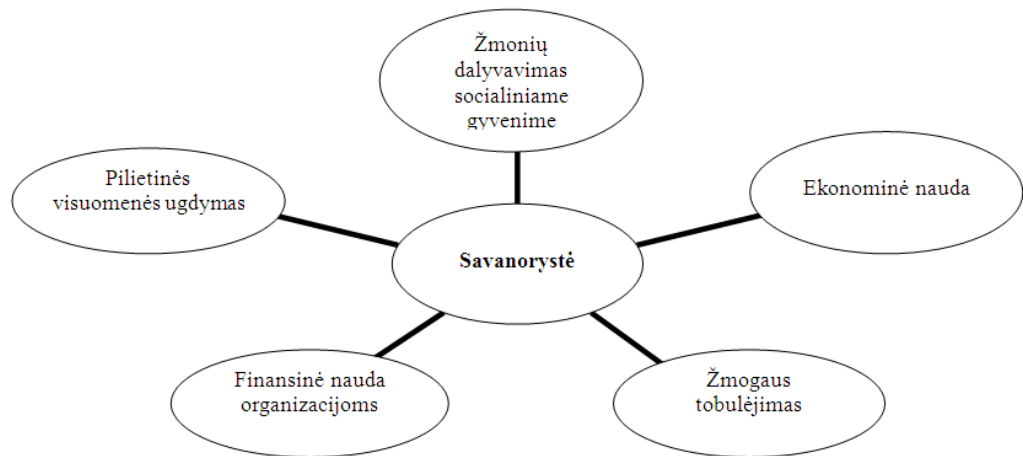 Žmonių
dalyvavimas
socialiniame
gyvenime
Pilietinės
visuomenės ugdymas
Ekonominė nauda
Savanorystė
Finansinė nauda
organizacijoms
Žmogaus
tobulėjimas